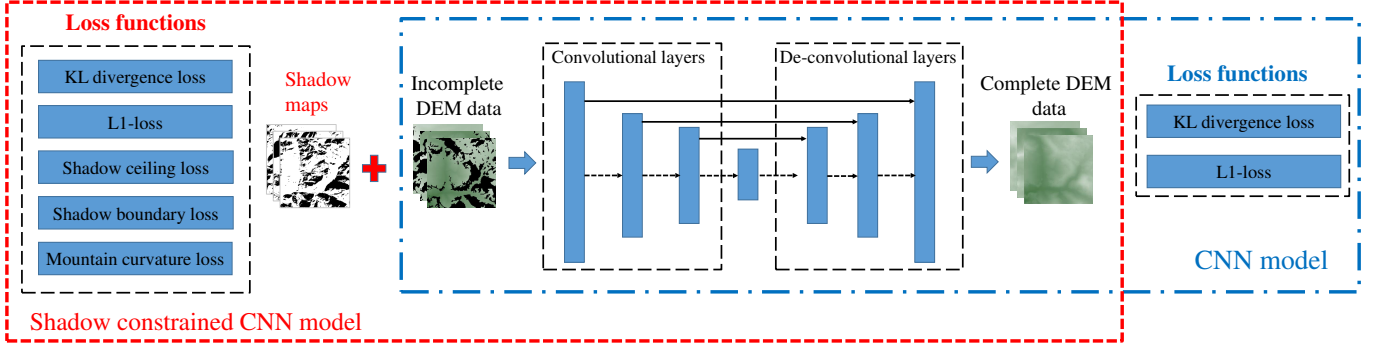 Loss functions
KL divergence loss
L1-loss
Shadow ceiling loss
Shadow boundary loss
Mountain curvature loss
Shadow
maps
Incomplete
DEM data
Convolutional layers
De-convolutional layers
Complete DEM
data
Loss functions
KL divergence loss
L1-loss
CNN model
Shadow constrained CNN model